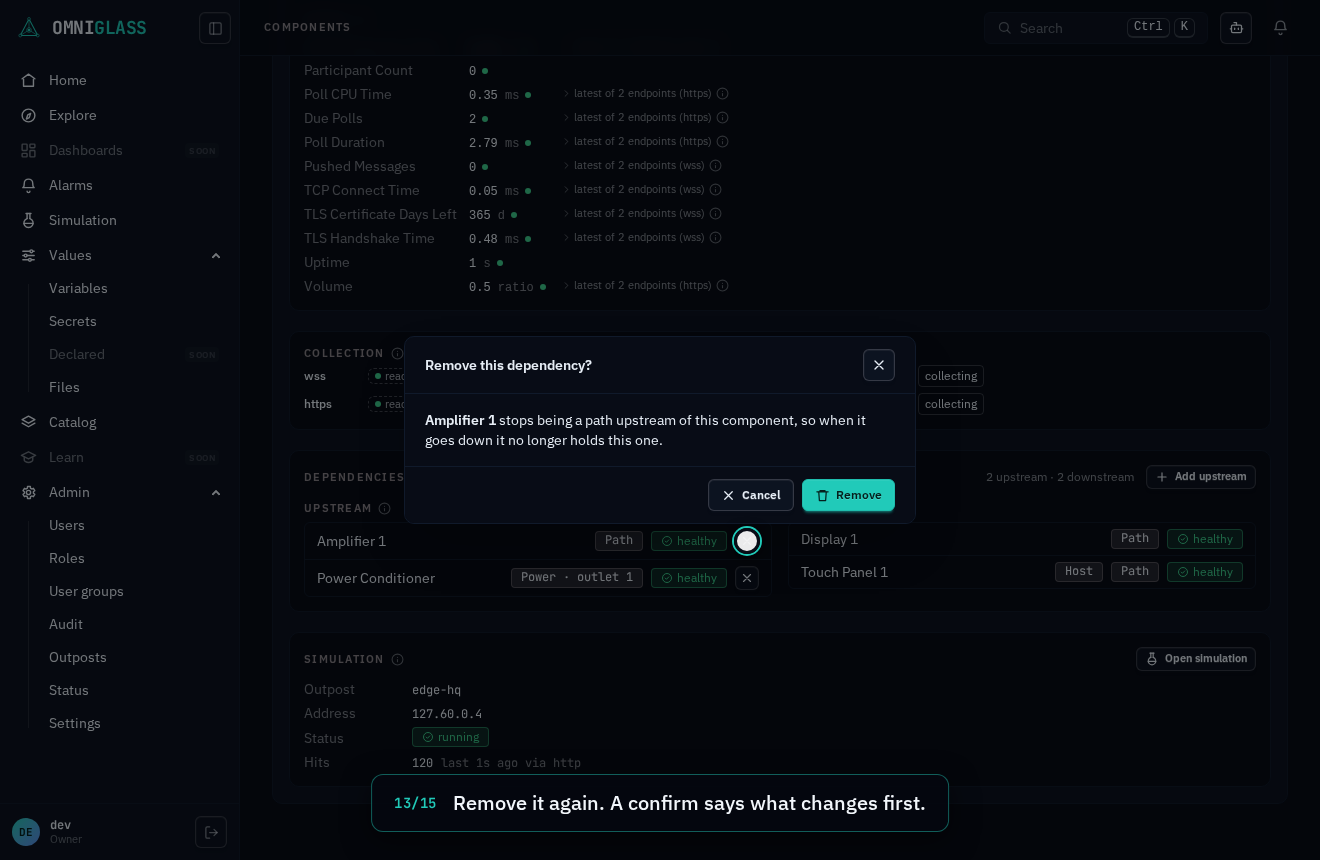 OMNIGLASS
COMPONENTS
Search
Ctrl K
Home
Explore
Dashboards SOON
Alarms
Simulation
Values
Variables
Secrets
Declared SOON
Files
Catalog
Learn SOON
Admin
Users
Roles
User groups
Audit
Outposts
Status
Settings
DE
dev
Owner
Participant Count 0
Poll CPU Time 0.35 ms latest of 2 endpoints (https)
Due Polls 2 latest of 2 endpoints (https)
Poll Duration 2.79 ms latest of 2 endpoints (https)
Pushed Messages 0 latest of 2 endpoints (wss)
TCP Connect Time 0.05 ms latest of 2 endpoints (wss)
TLS Certificate Days Left 365 d latest of 2 endpoints (wss)
TLS Handshake Time 0.48 ms latest of 2 endpoints (wss)
Uptime 1 s
Volume 0.5 ratio latest of 2 endpoints (https)
COLLECTION
wss collecting
https collecting
Remove this dependency?
Amplifier 1 stops being a path upstream of this component, so when it
goes down it no longer holds this one.
Cancel Remove
DEPENDENCIES 2 upstream · 2 downstream Add upstream
UPSTREAM
Amplifier 1 Path healthy
Power Conditioner Power · outlet 1 healthy
Display 1 Path healthy
Touch Panel 1 Host Path healthy
SIMULATION Open simulation
Outpost edge-hq
Address 127.60.0.4
Status running
Hits 120 last 1s ago via http
13/15 Remove it again. A confirm says what changes first.